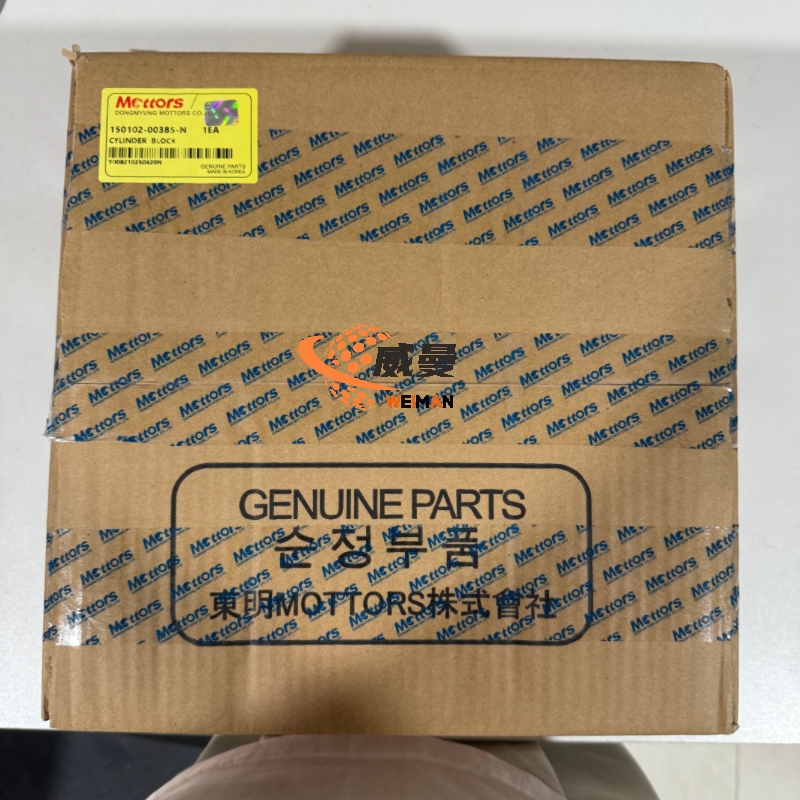 Mottors
DONGMYUNG MOTTORS CO.,
150102-00385-N 1EA
CYLINDER BLOCK
GENUINE PARTS
MADE IN KOREA
Mottors
威曼
WEMAN
GENUINE PARTS
순정부품
東明MOTTORS株式會社